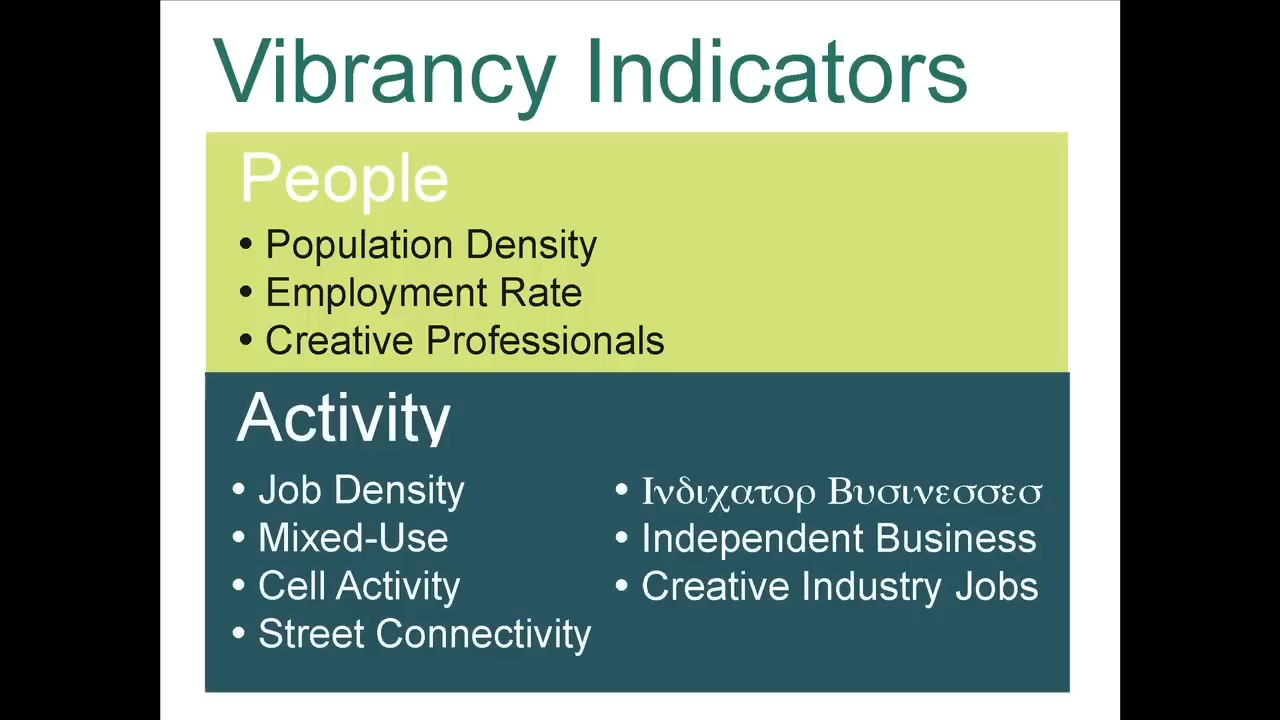 Vibrancy Indicators
People
• Population Density
• Employment Rate
• Creative Professionals
Activity
• Job Density
• Mixed-Use
• Cell Activity
• Street Connectivity
• Ινδιχατορ Βυσινεσσεσ
• Independent Business
• Creative Industry Jobs